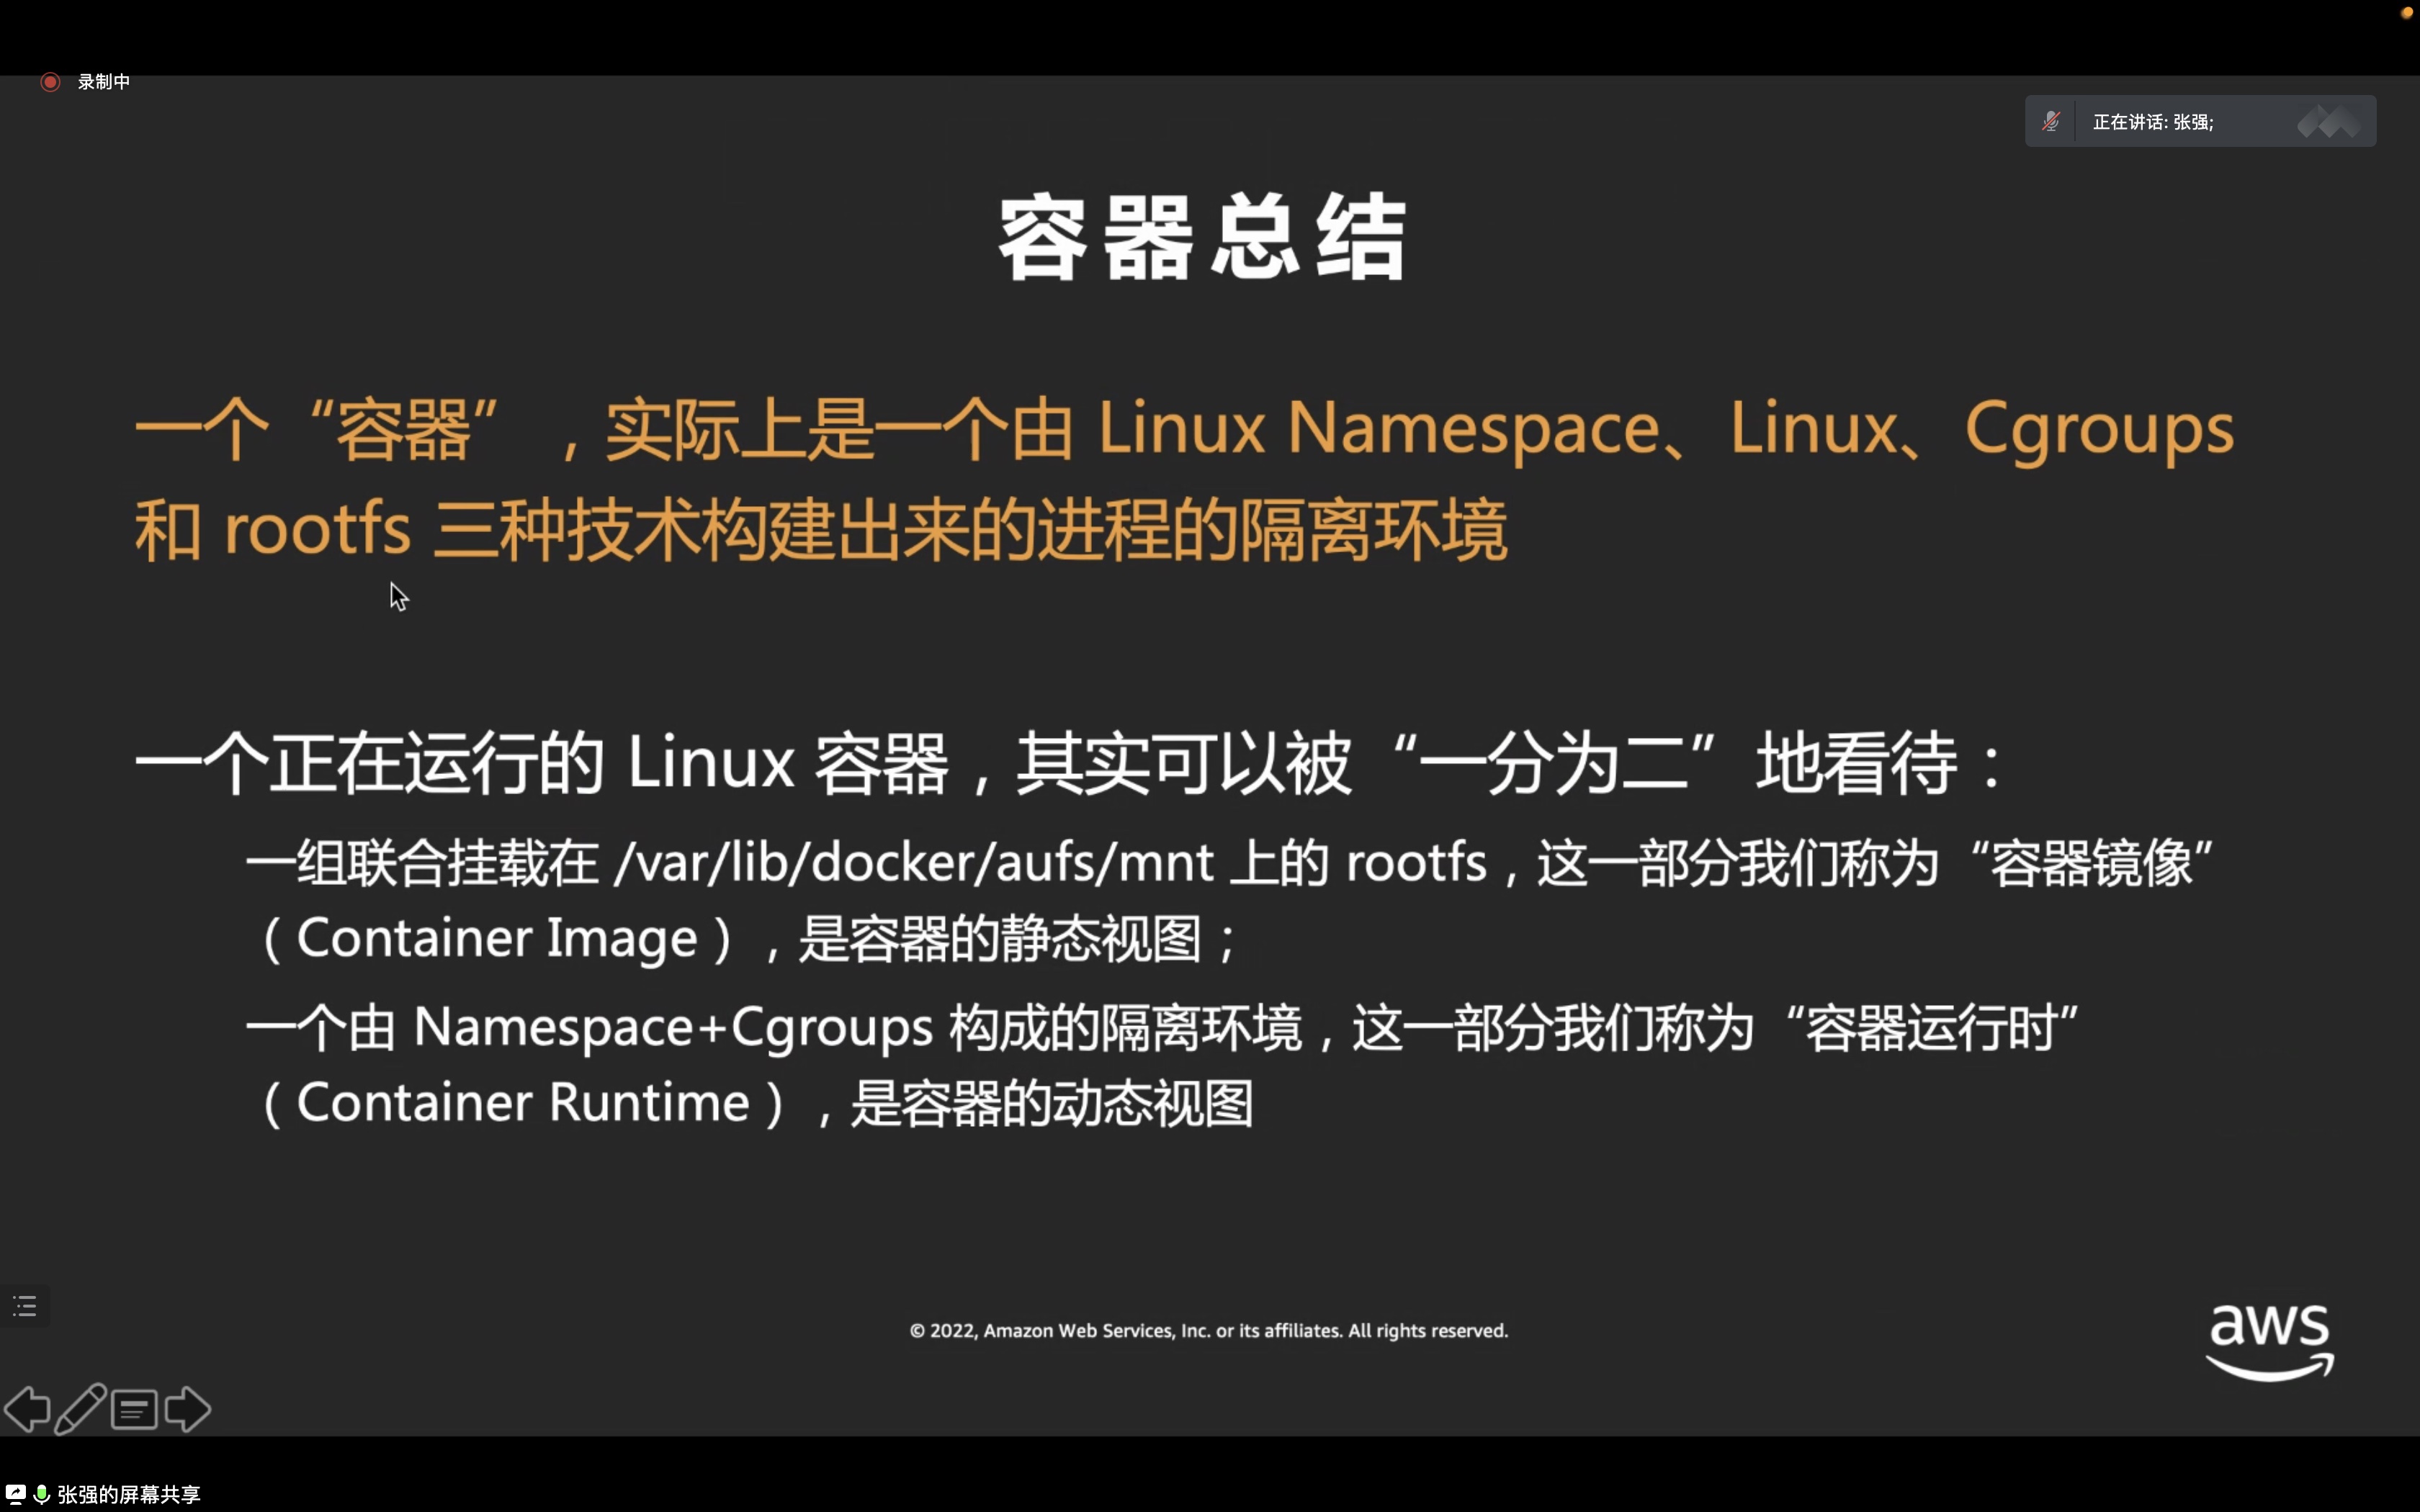 录制中
正在讲话: 张强;
容器总结
一个“容器”，实际上是一个由 Linux Namespace、Linux、Cgroups
和 rootfs 三种技术构建出来的进程的隔离环境
一个正在运行的 Linux 容器，其实可以被“一分为二”地看待：
一组联合挂载在 /var/lib/docker/aufs/mnt 上的 rootfs，这一部分我们称为“容器镜像”
（Container Image），是容器的静态视图；
一个由 Namespace+Cgroups 构成的隔离环境，这一部分我们称为“容器运行时”
（Container Runtime），是容器的动态视图
© 2022, Amazon Web Services, Inc. or its affiliates. All rights reserved.
aws
张强的屏幕共享